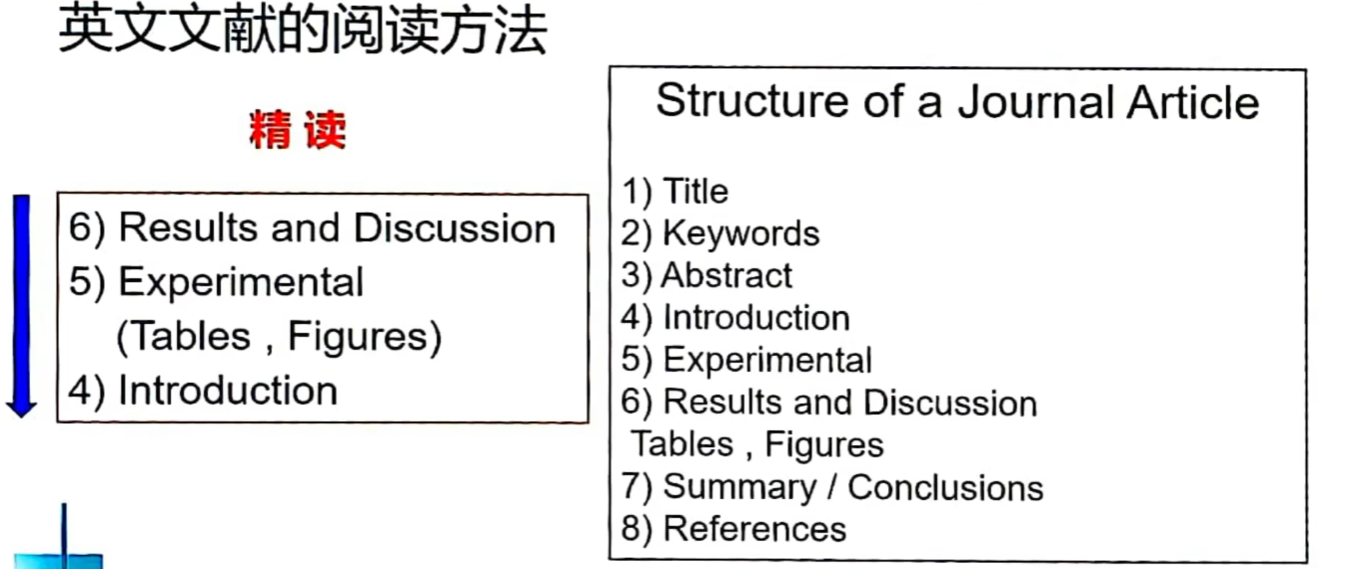 英文文献的阅读方法
精读
6) Results and Discussion
5) Experimental
(Tables , Figures)
4) Introduction
Structure of a Journal Article
1) Title
2) Keywords
3) Abstract
4) Introduction
5) Experimental
6) Results and Discussion
Tables , Figures
7) Summary / Conclusions
8) References